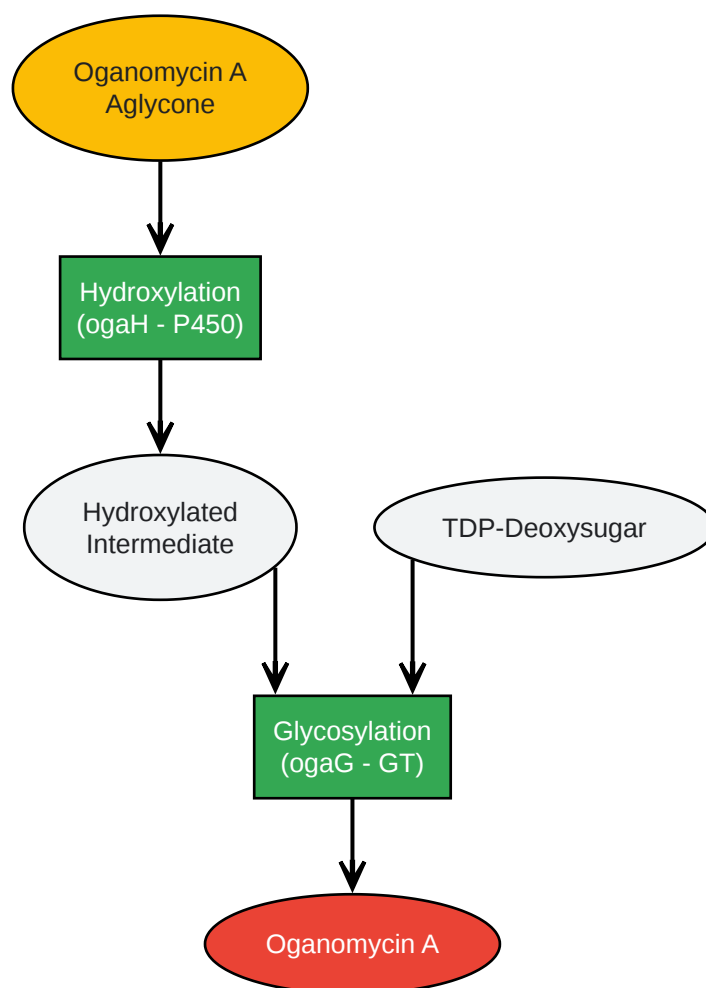 Oganomycin A
Aglycone
Hydroxylation
(ogaH - P450)
Hydroxylated
Intermediate
TDP-Deoxysugar
Glycosylation
(ogaG - GT)
Oganomycin A